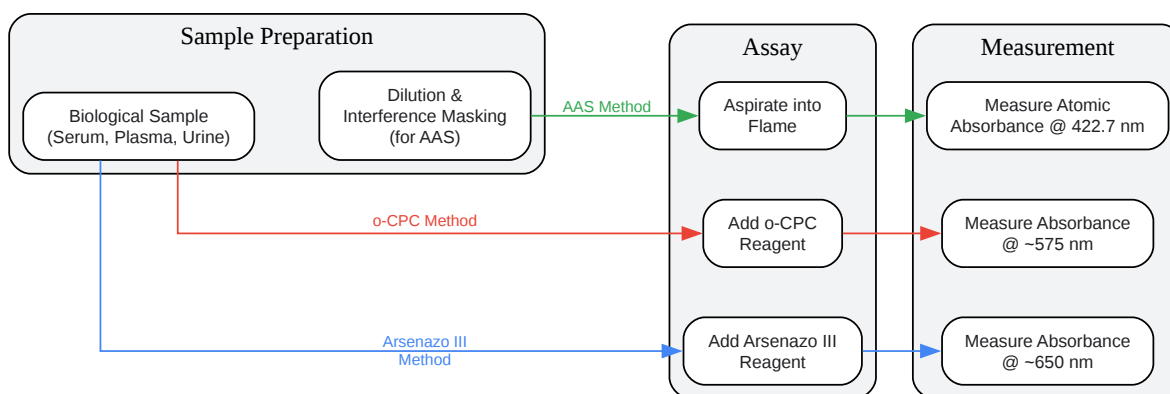 Sample Preparation
Assay
Measurement
Biological Sample
(Serum, Plasma, Urine)
Dilution &
Interference Masking
(for AAS)
AAS Method
Aspirate into
Flame
Measure Atomic
Absorbance @ 422.7 nm
o-CPC Method
Add o-CPC
Reagent
Measure Absorbance
@ ~575 nm
Arsenazo III
Method
Add Arsenazo III
Reagent
Measure Absorbance
@ ~650 nm